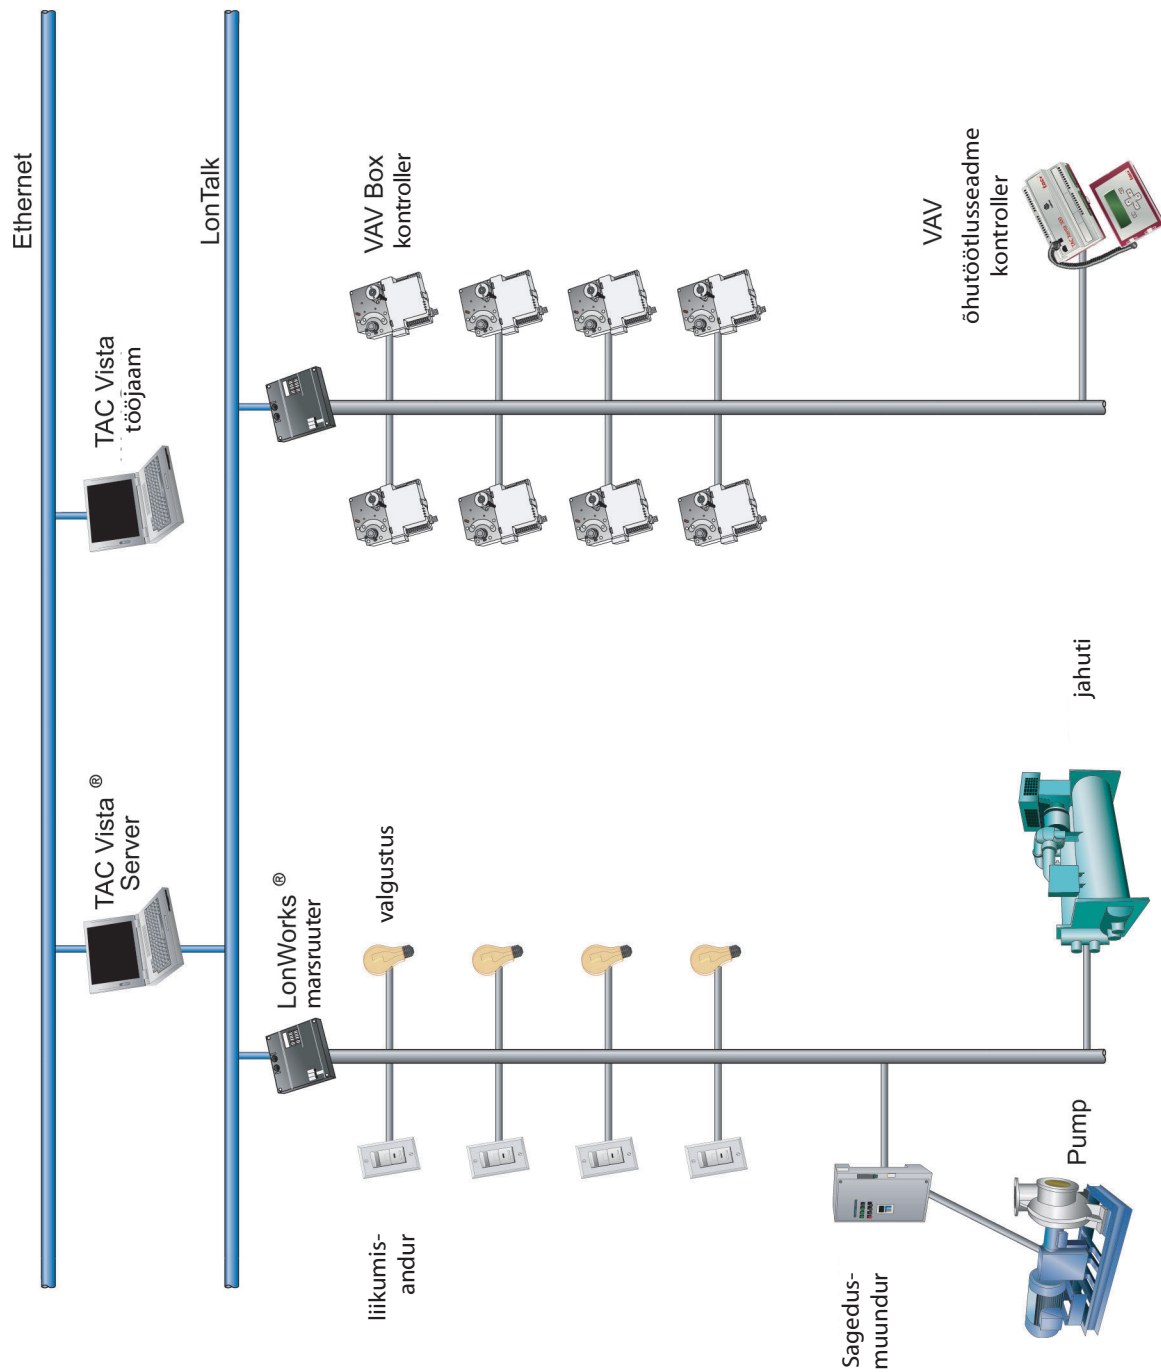 Ethernet
TAC Vista ®
Server
TAC Vista
tööjaam
LonTalk
LonWorks ®
marsruuter
liikumis-
andur
valgustus
VAV Box
kontroller
Sagedus-
muundur
Pump
jahuti
VAV
õhutöötlusseadme
kontroller